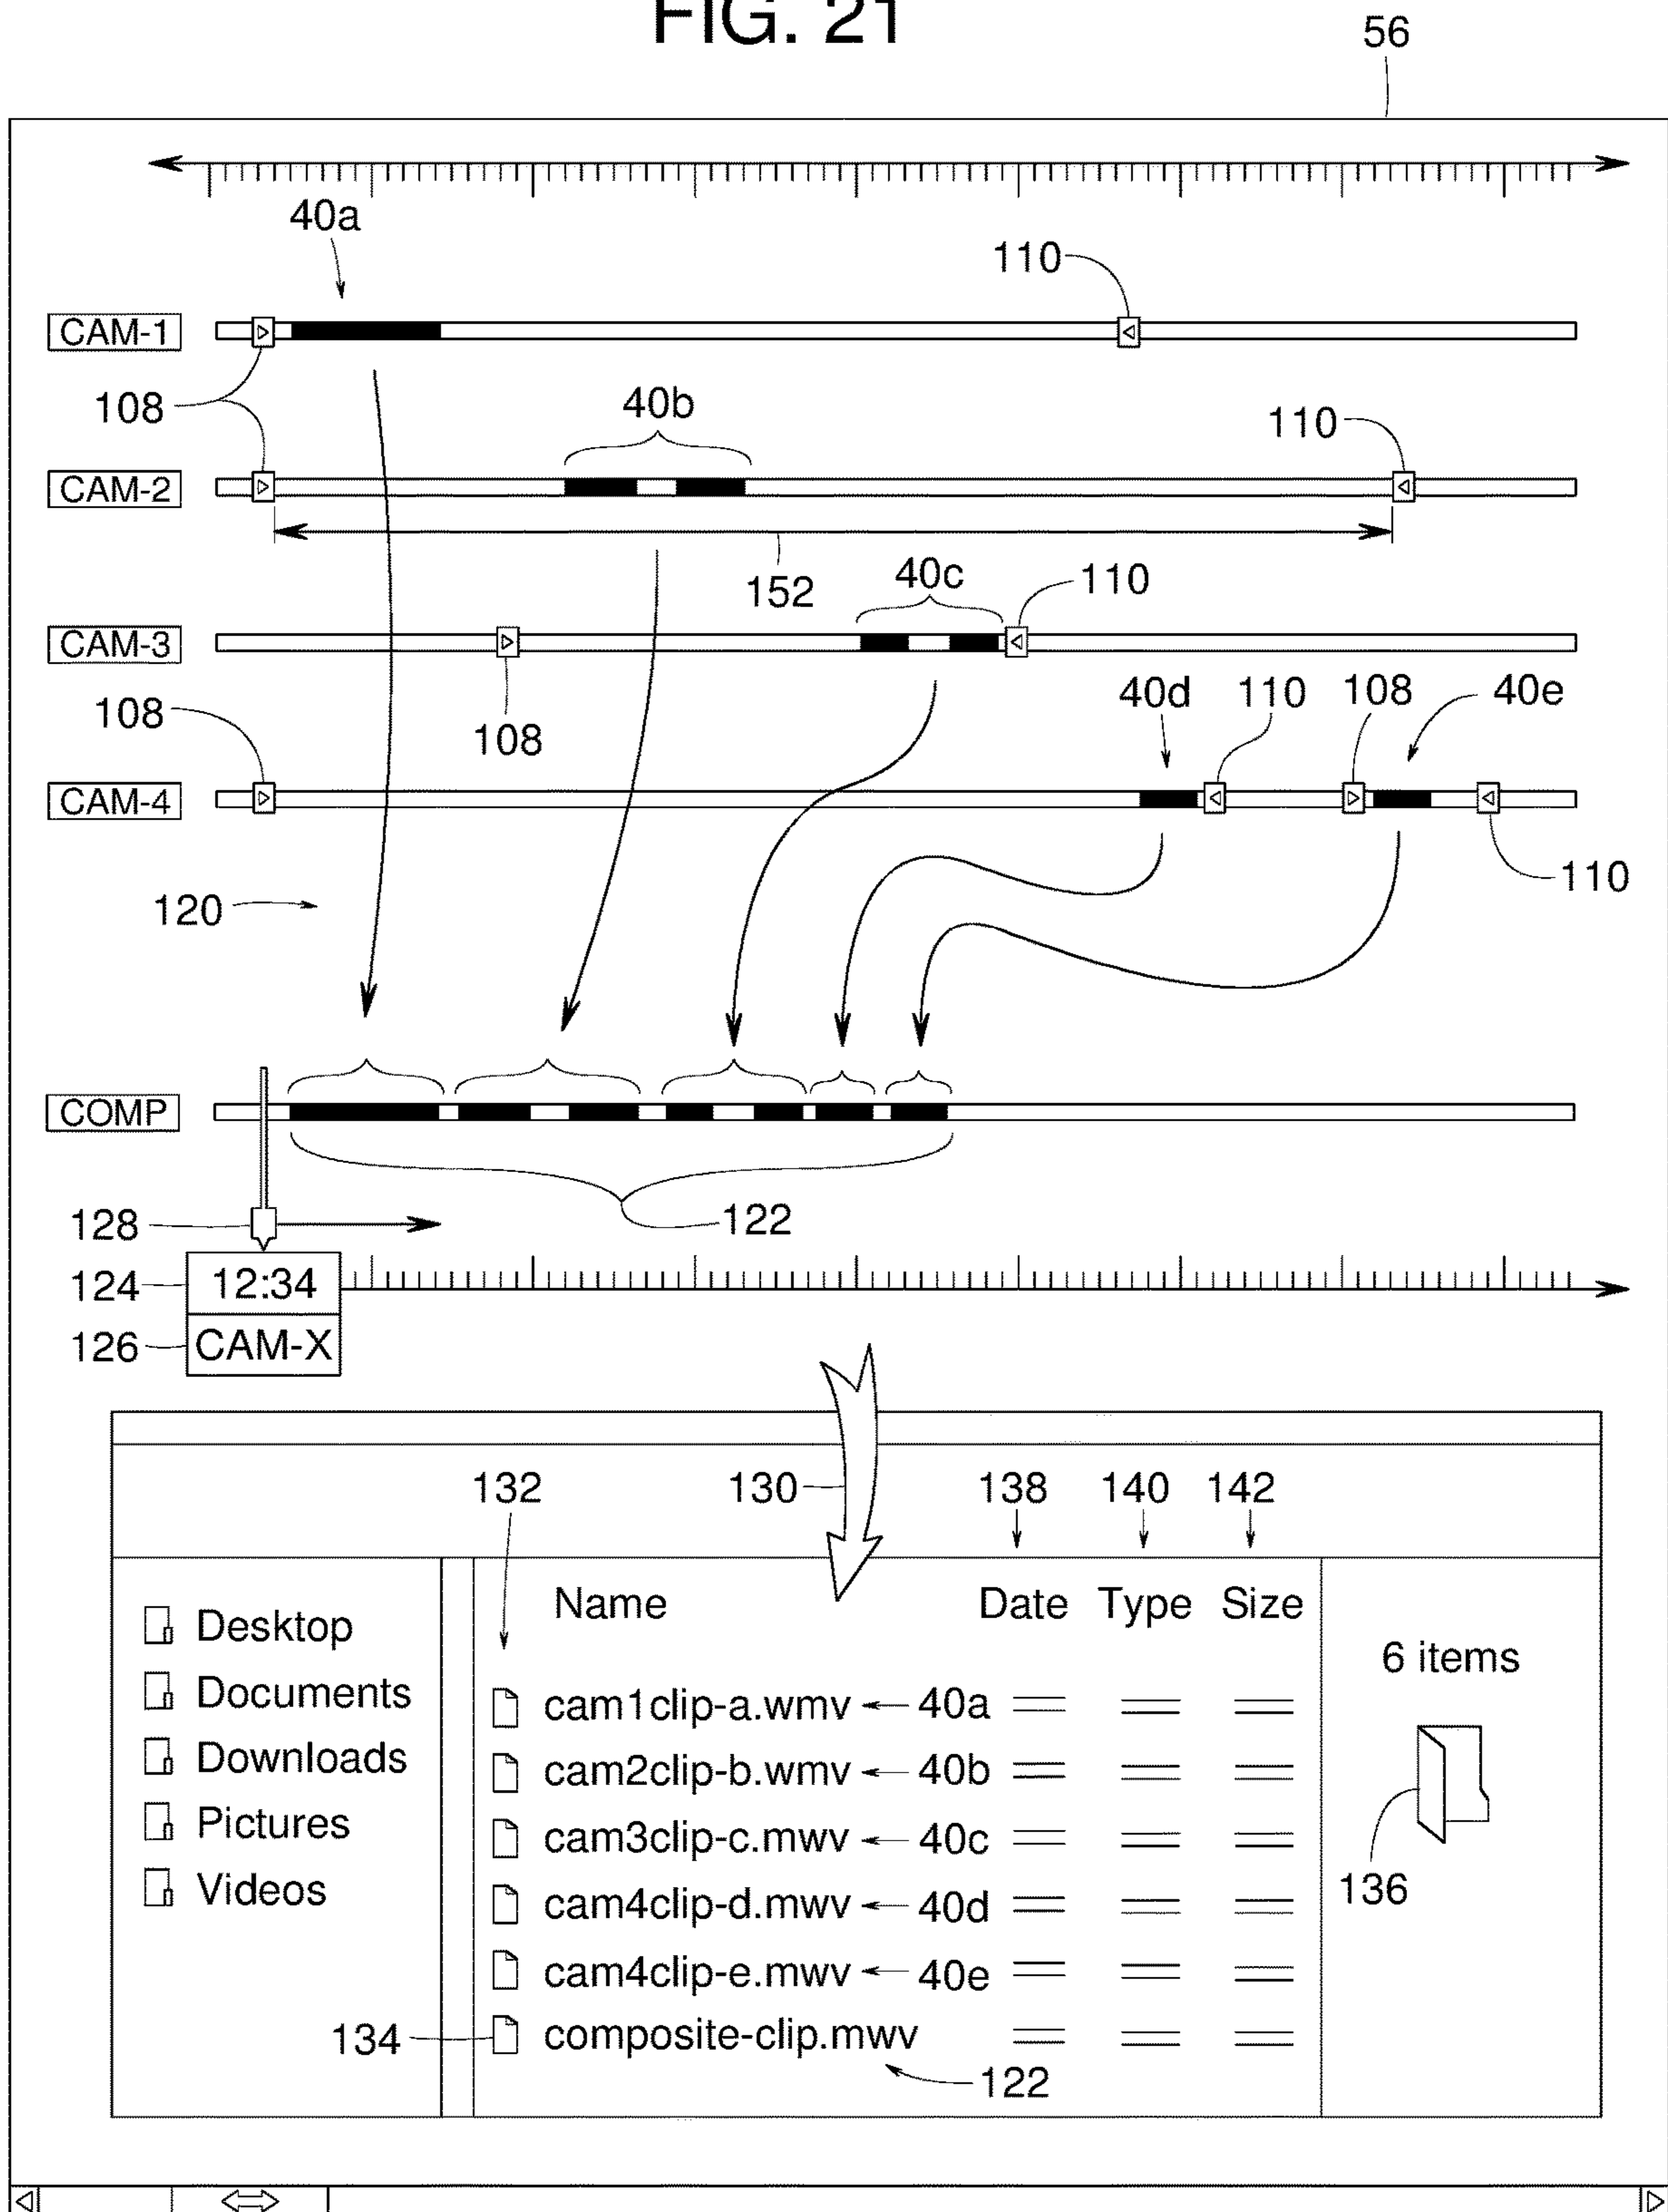 FIG. 21
56
40a
110
CAM-1
108
40b
110
CAM-2
152
40c
110
CAM-3
108
108
40d
110
108
40e
CAM-4
110
120
COMP
122
128
124
12:34
126
CAM-X
132
130
138
140
142
Name Date Type Size
Desktop
Documents
Downloads
Pictures
Videos
6 items
cam1clip-a.wmv 40a
cam2clip-b.wmv 40b
cam3clip-c.mwv 40c
cam4clip-d.mwv 40d
cam4clip-e.mwv 40e
136
134
composite-clip.mwv
122